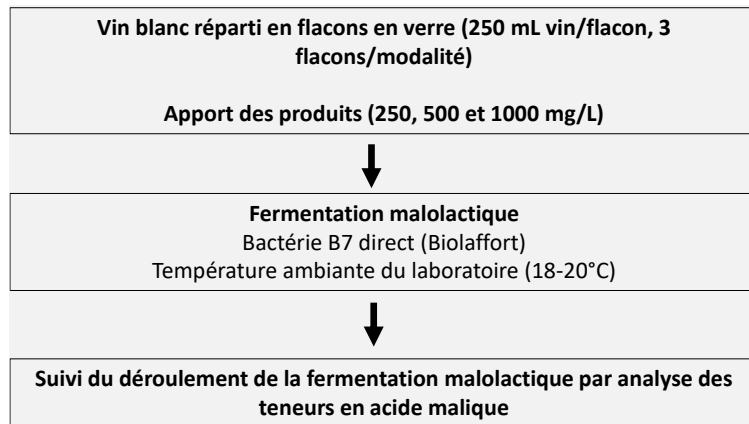 Vin blanc réparti en flacons en verre (250 mL vin/flacon, 3
flacons/modalité)
Apport des produits (250, 500 et 1000 mg/L)
Fermentation malolactique
Bactérie B7 direct (Biolaffort)
Température ambiante du laboratoire (18-20°C)
Suivi du déroulement de la fermentation malolactique par analyse des
teneurs en acide malique